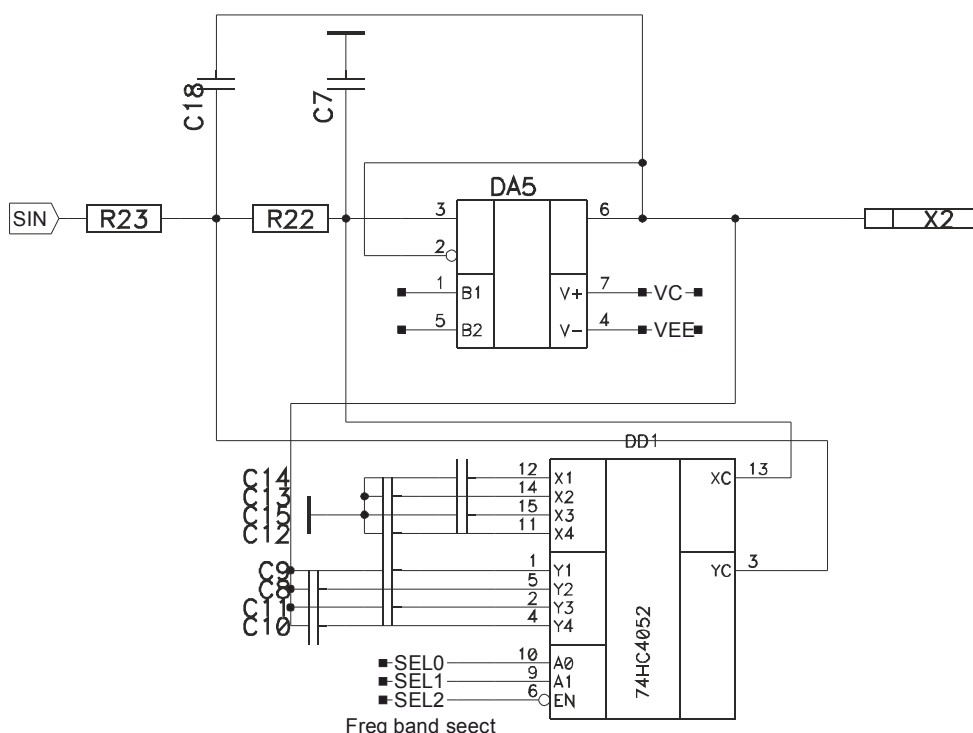 C18
C7
DA5
SIN
R23
R22
3
6
X2
2
1
B1
V+
7
VC
5
B2
V-
4
VEE
DD1
C14
12
X1
XC
13
C13
14
X2
C15
15
X3
C12
11
X4
C9
1
Y1
YC
3
C8
5
Y2
C11
2
Y3
C10
4
Y4
74HC4052
SEL0
10
A0
SEL1
9
A1
SEL2
6
EN
Freq band seect